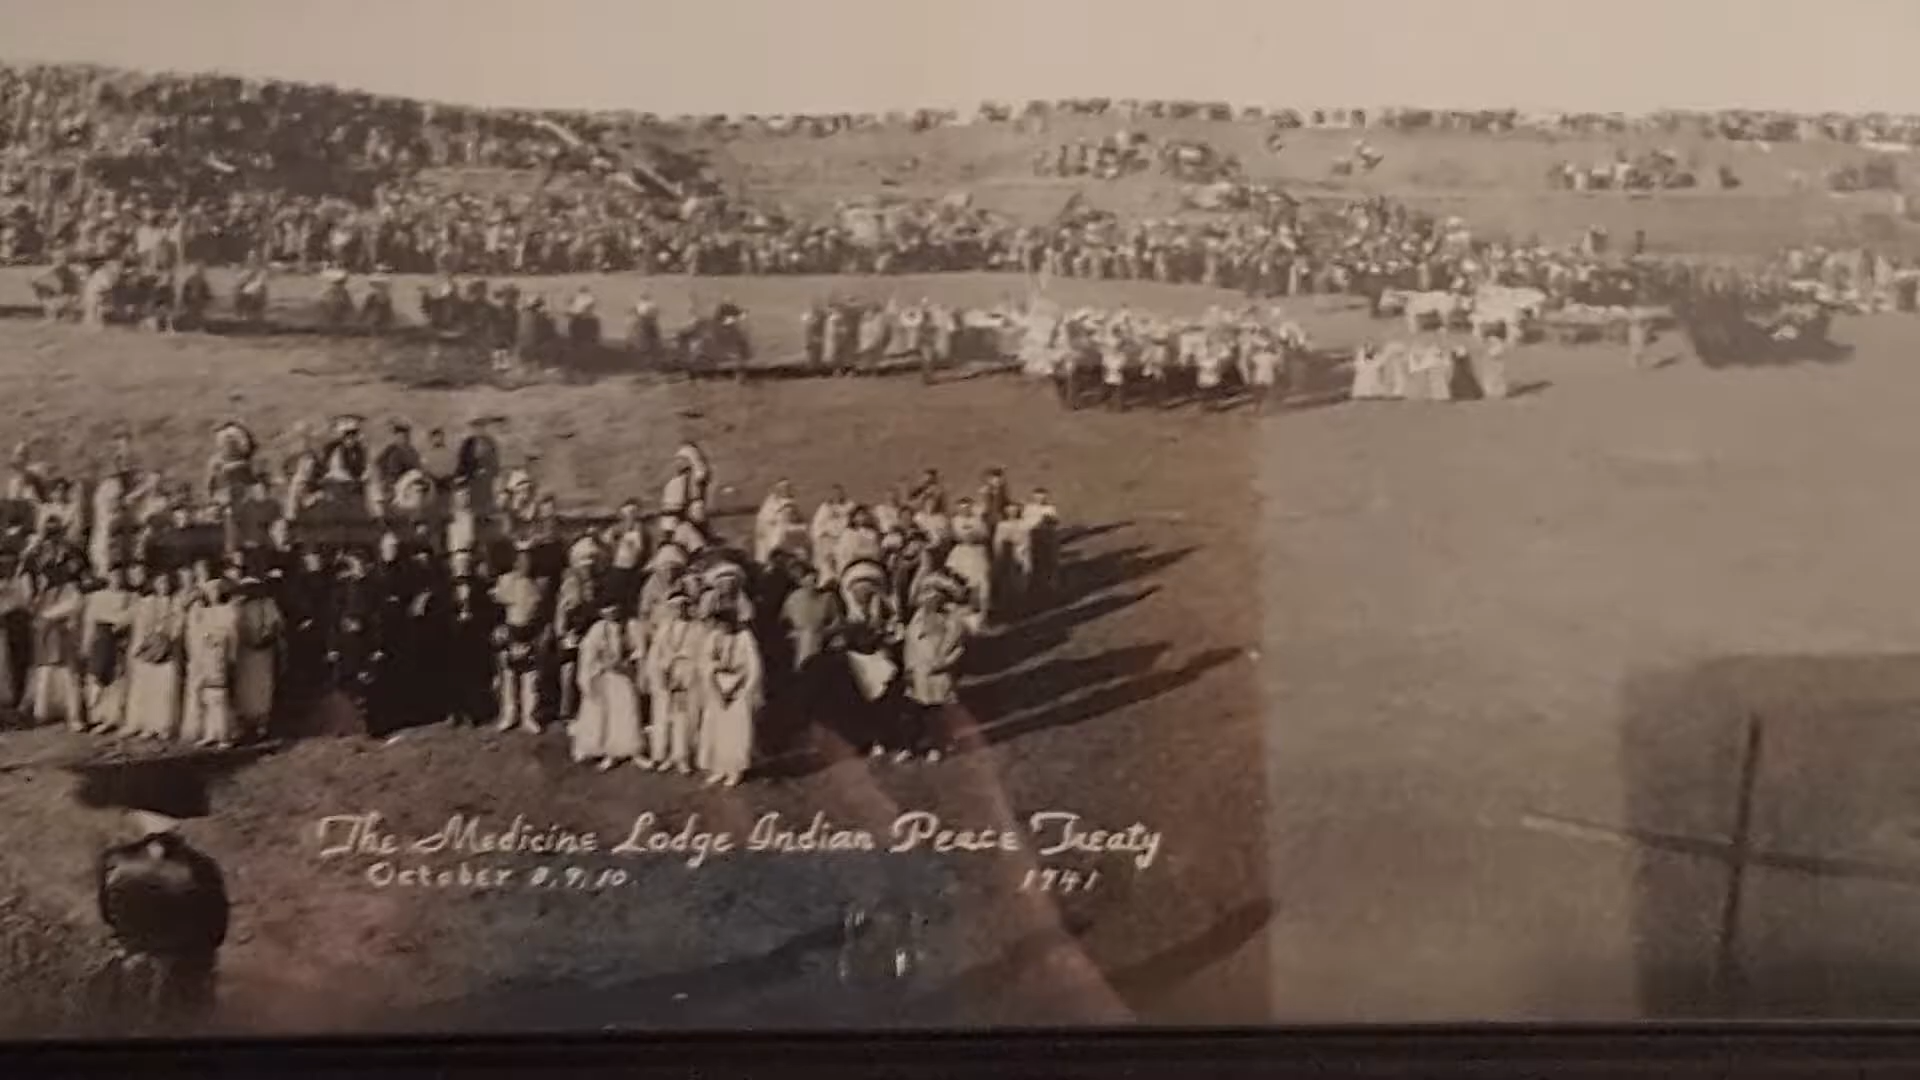 The Medicine Lodge Indian Peace Treaty
October 8, 9, 10. 1941